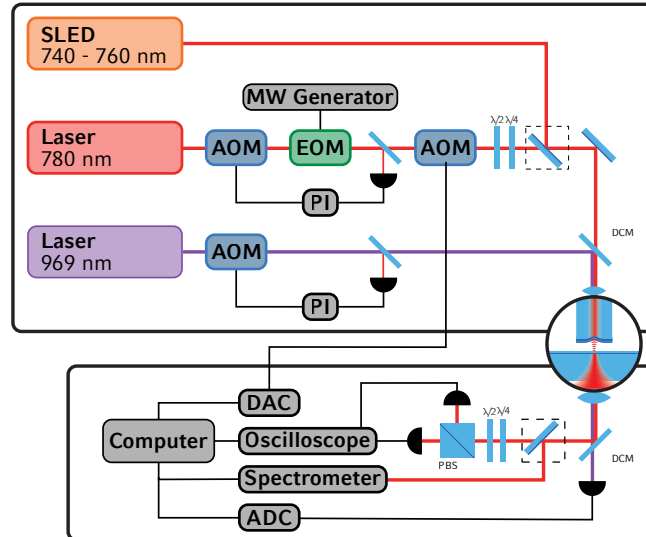 SLED
740 - 760 nm
MW Generator
Laser
780 nm
AOM
EOM
AOM
λ/2 λ/4
PI
Laser
969 nm
AOM
DCM
PI
DAC
Computer
Oscilloscope
λ/2 λ/4
PBS
DCM
Spectrometer
ADC